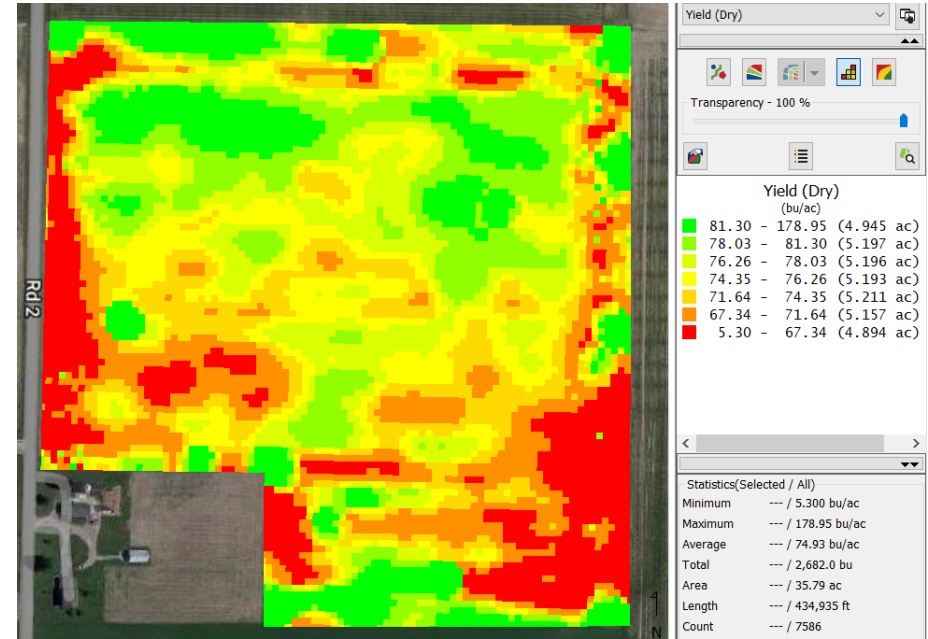 Yield (Dry)
Transparency - 100 %
Yield (Dry)
(bu/ac)
81.30 - 178.95 (4.945 ac)
78.03 - 81.30 (5.197 ac)
76.26 - 78.03 (5.196 ac)
74.35 - 76.26 (5.193 ac)
71.64 - 74.35 (5.211 ac)
67.34 - 71.64 (5.157 ac)
5.30 - 67.34 (4.894 ac)
Statistics(Selected / All)
Minimum --- / 5.300 bu/ac
Maximum --- / 178.95 bu/ac
Average --- / 74.93 bu/ac
Total --- / 2,682.0 bu
Area --- / 35.79 ac
Length --- / 434,935 ft
Count --- / 7586
Rd 2
N